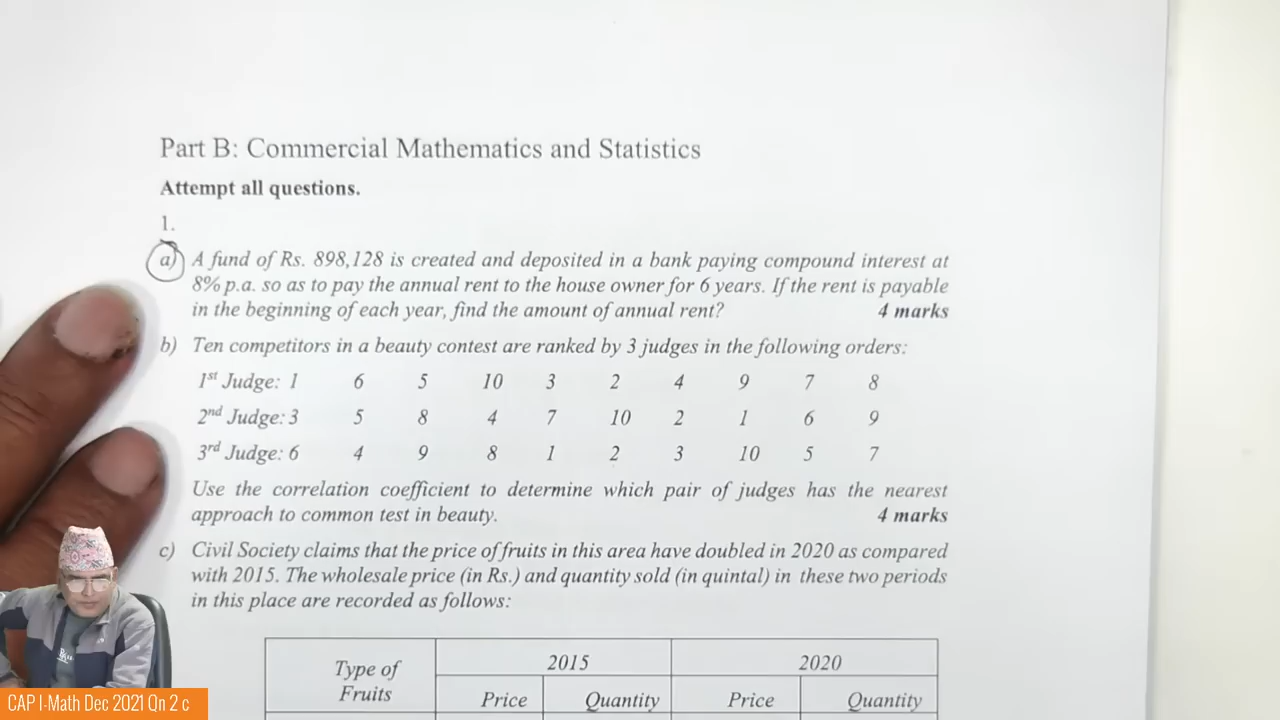 Part B: Commercial Mathematics and Statistics
Attempt all questions.
1.
a) A fund of Rs. 898,128 is created and deposited in a bank paying compound interest at
8% p.a. so as to pay the annual rent to the house owner for 6 years. If the rent is payable
in the beginning of each year, find the amount of annual rent? 4 marks
b) Ten competitors in a beauty contest are ranked by 3 judges in the following orders:
1st Judge: 1 6 5 10 3 2 4 9 7 8
2nd Judge: 3 5 8 4 7 10 2 1 6 9
3rd Judge: 6 4 9 8 1 2 3 10 5 7
Use the correlation coefficient to determine which pair of judges has the nearest
approach to common test in beauty. 4 marks
c) Civil Society claims that the price of fruits in this area have doubled in 2020 as compared
with 2015. The wholesale price (in Rs.) and quantity sold (in quintal) in these two periods
in this place are recorded as follows:
Type of Fruits 2015 2020
Price Quantity Price Quantity
CAP I-Math Dec 2021 Qn 2 c